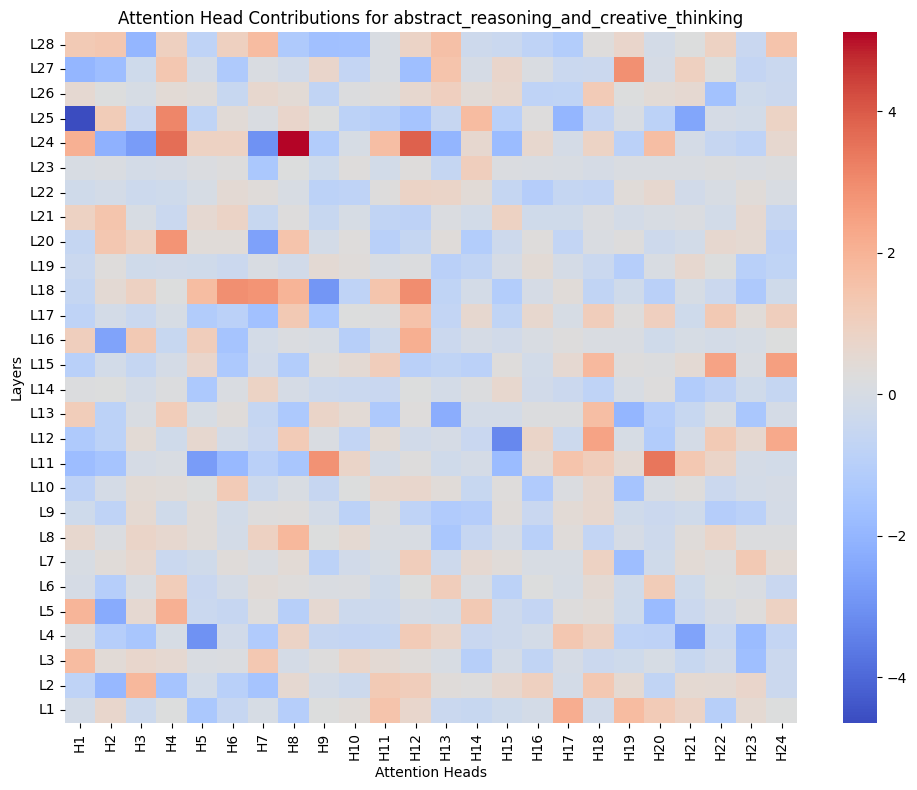 Attention Head Contributions for abstract_reasoning_and_creative_thinking
Layers
L28
L27
L26
L25
L24
L23
L22
L21
L20
L19
L18
L17
L16
L15
L14
L13
L12
L11
L10
L9
L8
L7
L6
L5
L4
L3
L2
L1
H1 H2 H3 H4 H5 H6 H7 H8 H9 H10 H11 H12 H13 H14 H15 H16 H17 H18 H19 H20 H21 H22 H23 H24
Attention Heads
4
2
0
−2
−4